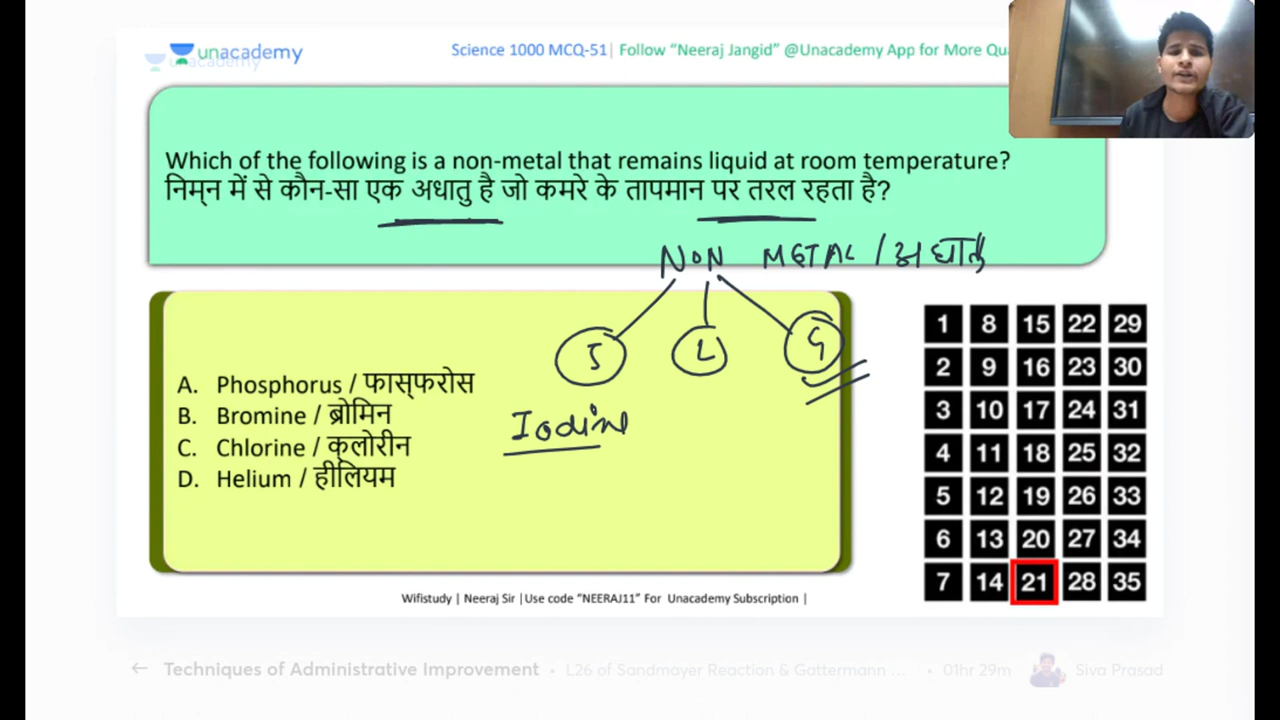 unacademy
unacademy
Science 1000 MCQ-51| Follow “Neeraj Jangid” @Unacademy App for More Qu
Which of the following is a non-metal that remains liquid at room temperature?
निम्न में से कौन-सा एक अधातु है जो कमरे के तापमान पर तरल रहता है?
NON METAL / अधातु
S L G
A. Phosphorus / फास्फरोस
B. Bromine / ब्रोमिन
C. Chlorine / क्लोरीन
D. Helium / हीलियम
Iodine
1 8 15 22 29
2 9 16 23 30
3 10 17 24 31
4 11 18 25 32
5 12 19 26 33
6 13 20 27 34
7 14 21 28 35
Wifistudy | Neeraj Sir |Use code “NEERAJ11” For Unacademy Subscription |
← Techniques of Administrative Improvement • L26 of Sandmayer Reaction & Gattermann ... • 01hr 29m Siva Prasad